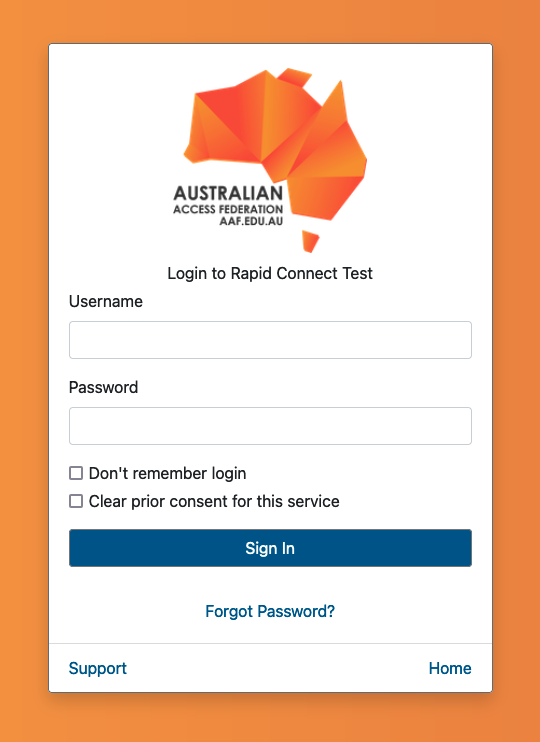 AUSTRALIAN
ACCESS FEDERATION
AAF.EDU.AU
Login to Rapid Connect Test
Username
Password
Don't remember login
Clear prior consent for this service
Sign In
Forgot Password?
Support
Home